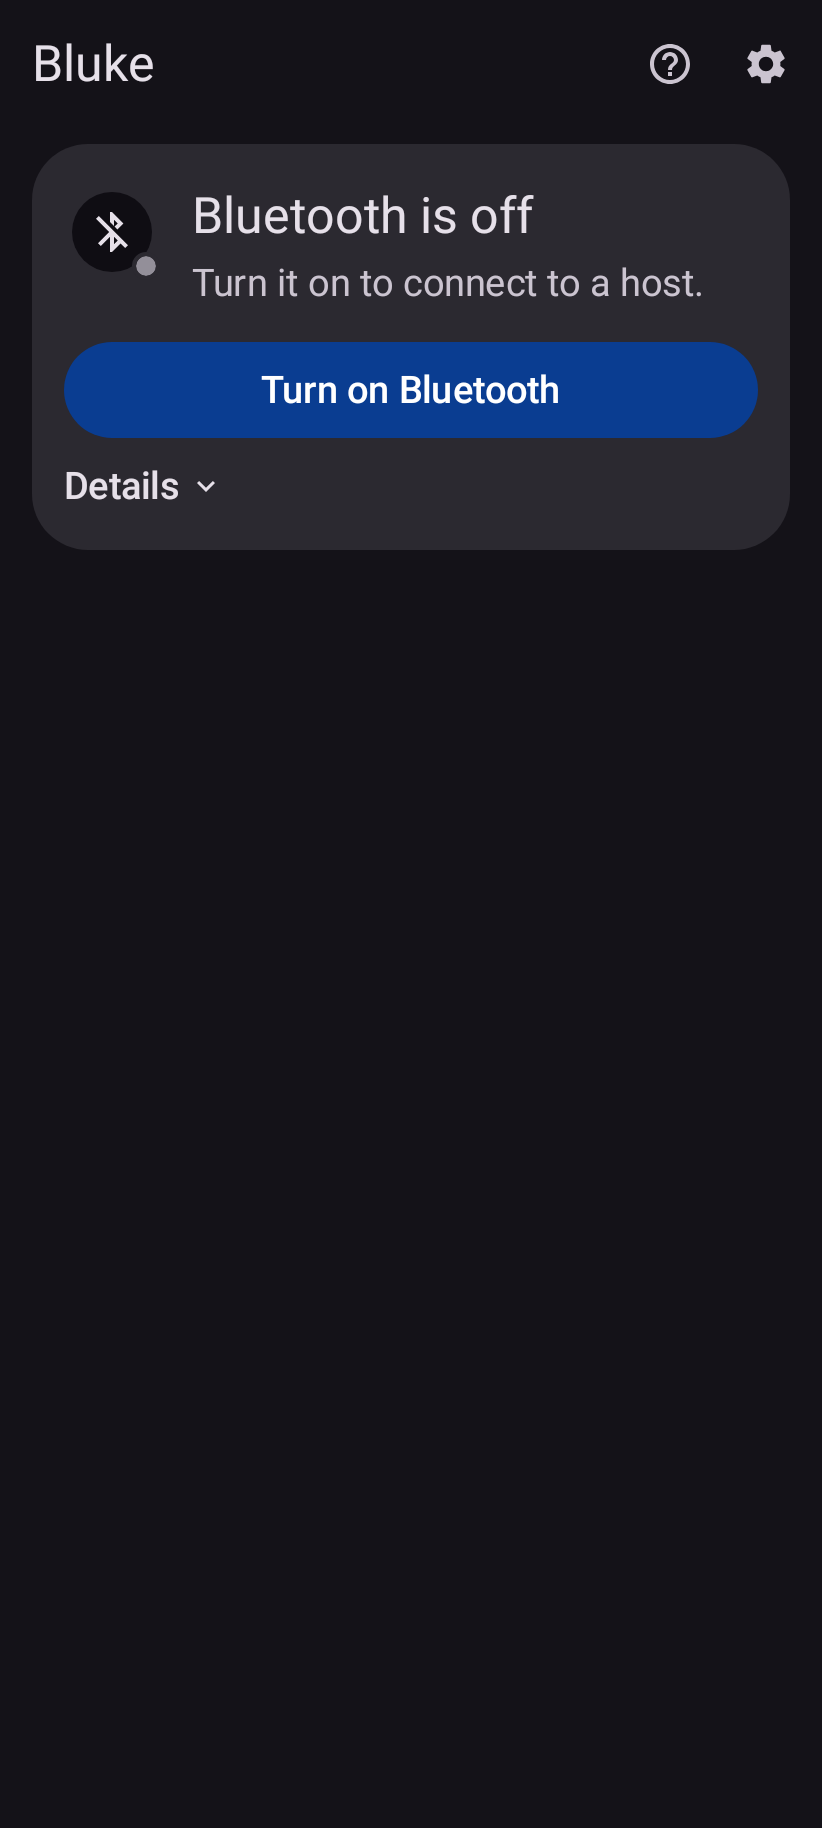 Bluke
Bluetooth is off
Turn it on to connect to a host.
Turn on Bluetooth
Details